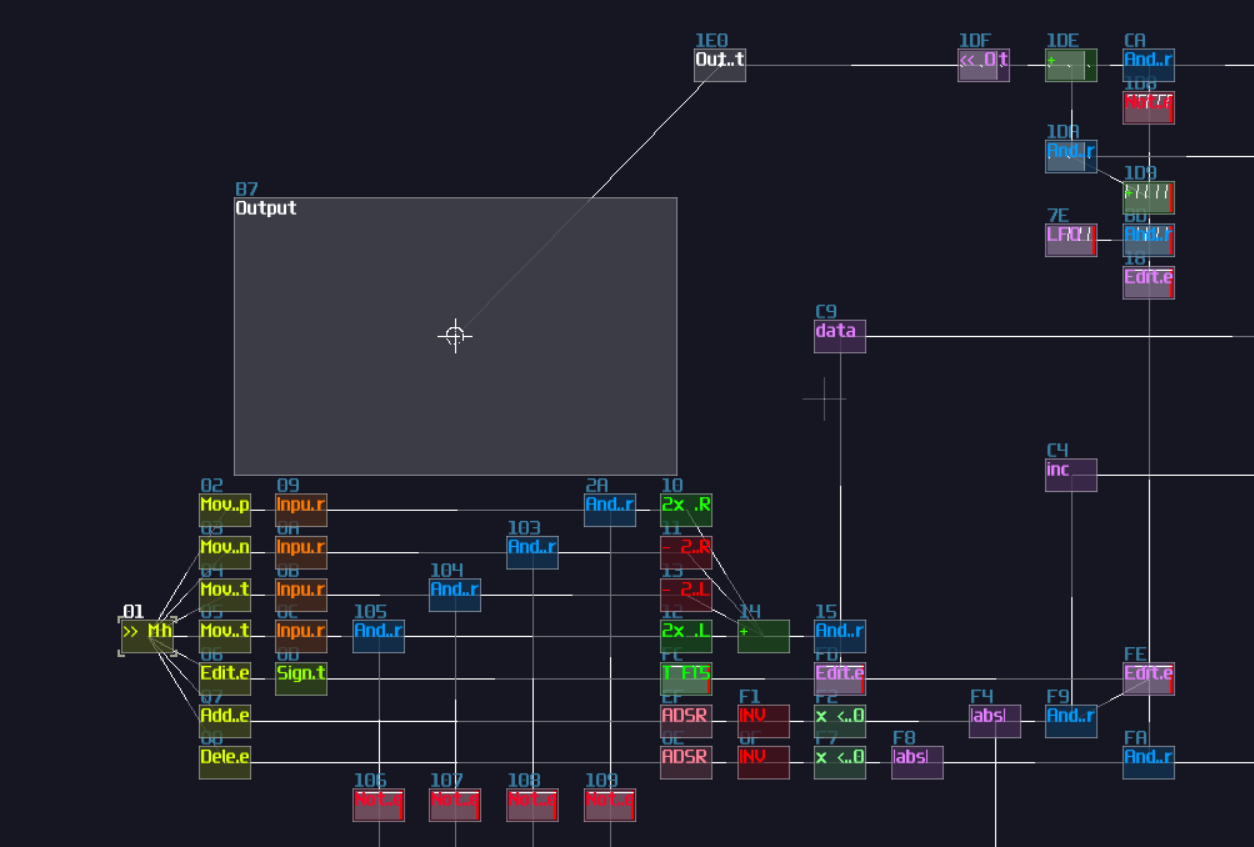 1E0
Out..t
1DF
<< O t
1DE
+
CA
And..r
1D8
Not.e
1DA
And..r
1D9
+
B7
Output
7E
LFO
BD
And..r
18
Edit.e
C9
data
C4
inc
02
Mov..p
09
Inpu.r
2A
And..r
10
2x .R
03
Mov..n
0A
Inpu.r
103
And..r
11
- 2..R
04
Mov..t
0B
Inpu.r
104
And..r
13
- 2..L
01
>> Mh
05
Mov..t
0C
Inpu.r
105
And..r
12
2x .L
14
+
15
And..r
06
Edit.e
0D
Sign.t
FC
FD
Edit.e
FE
Edit.e
07
Add..e
EF
ADSR
F1
INV
F2
x <..0
F4
|abs|
F9
And..r
08
Dele.e
0E
ADSR
0F
INV
F7
x <..0
F8
|abs|
FA
And..r
106
Not.e
107
Not.e
108
Not.e
109
Not.e